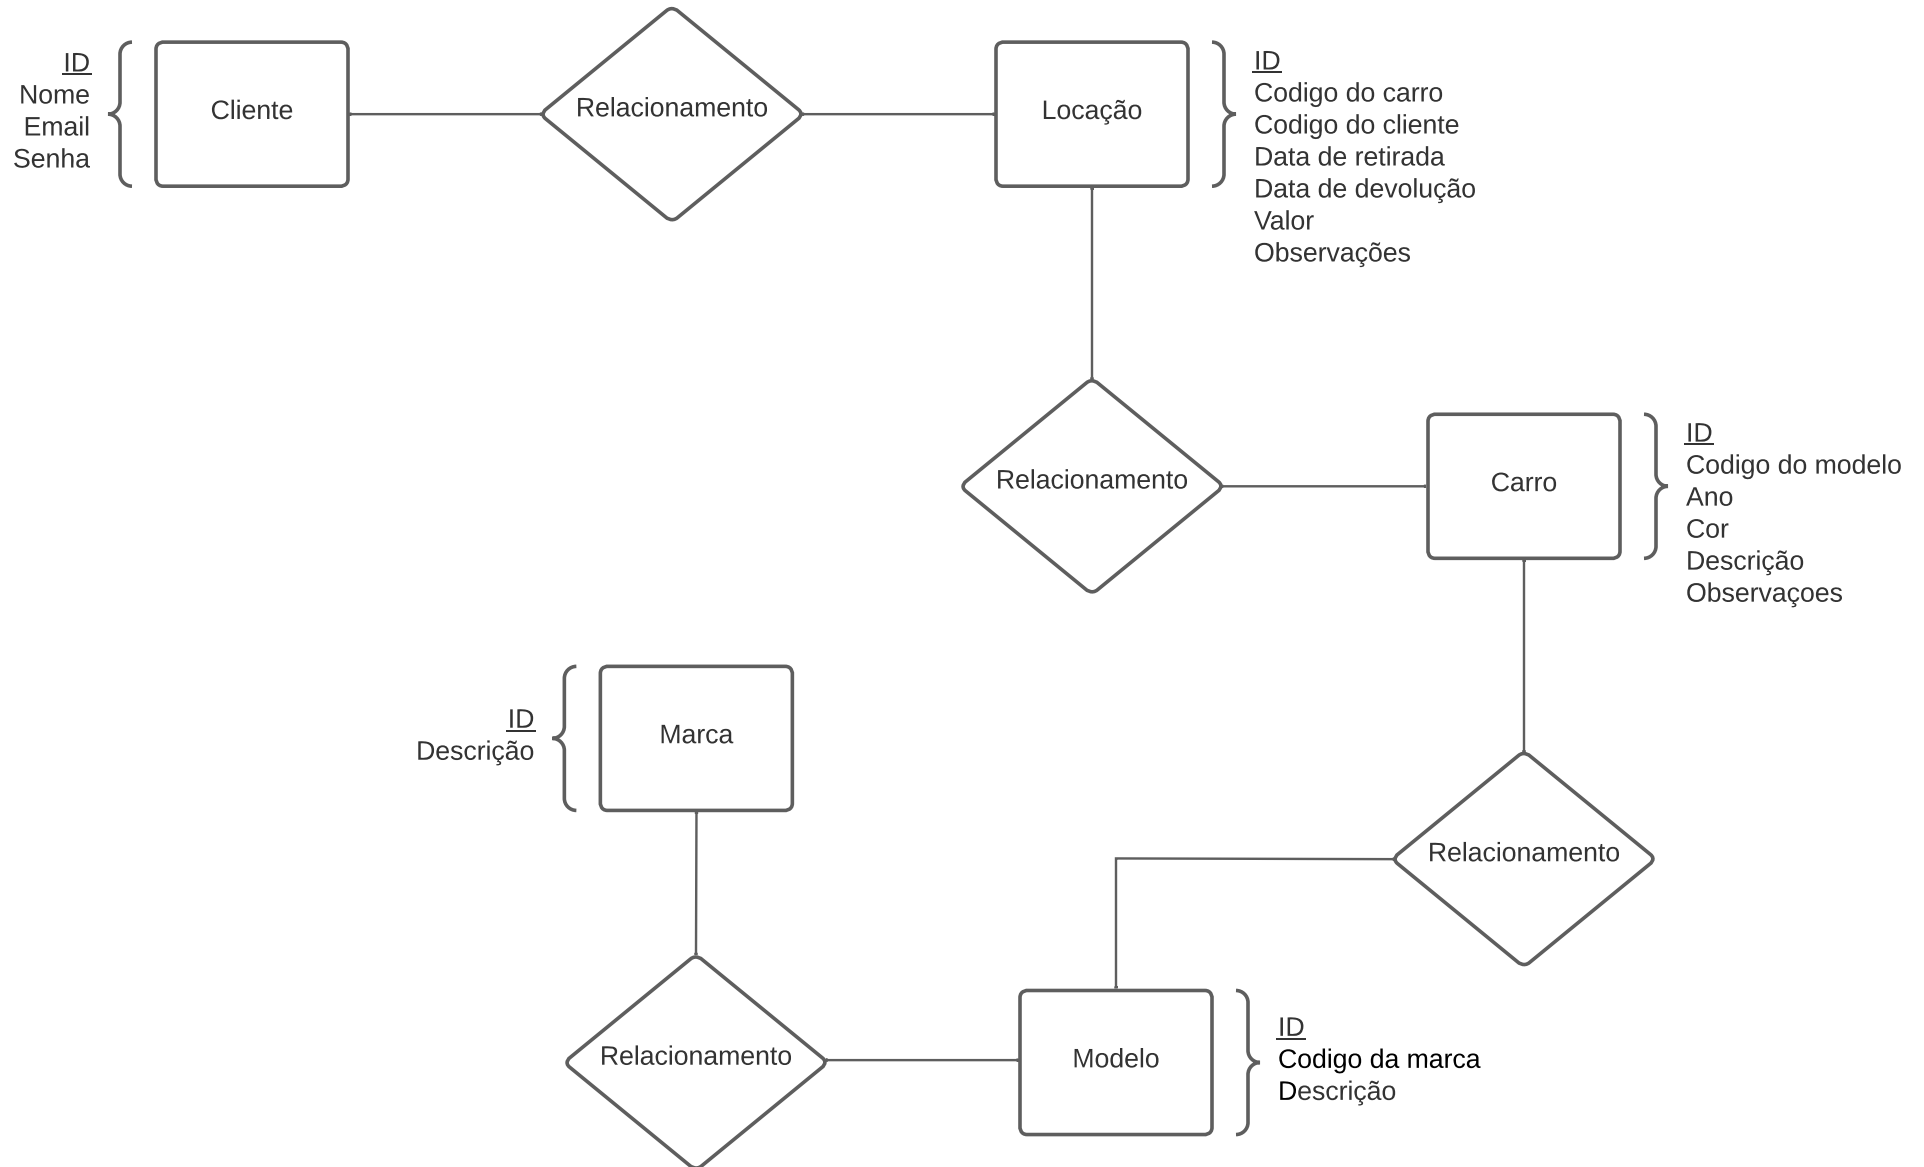 ID
Nome
Email
Senha
Cliente
Relacionamento
Locação
ID
Codigo do carro
Codigo do cliente
Data de retirada
Data de devolução
Valor
Observações
Relacionamento
Carro
ID
Codigo do modelo
Ano
Cor
Descrição
Observaçoes
ID
Descrição
Marca
Relacionamento
Relacionamento
Modelo
ID
Codigo da marca
Descrição